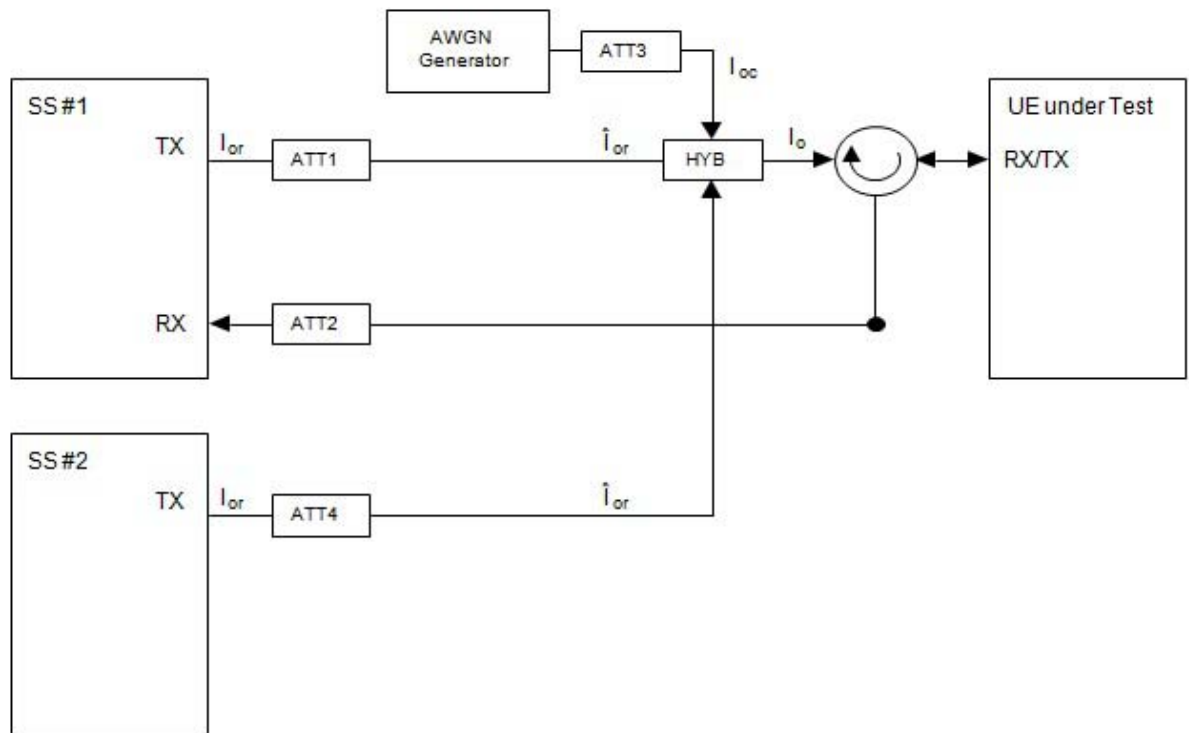 AWGN
Generator
ATT3
I oc
SS #1
TX
I or
ATT1
Î or
HYB
I o
UE under Test
RX/TX
RX
ATT2
SS #2
TX
I or
ATT4
Î or